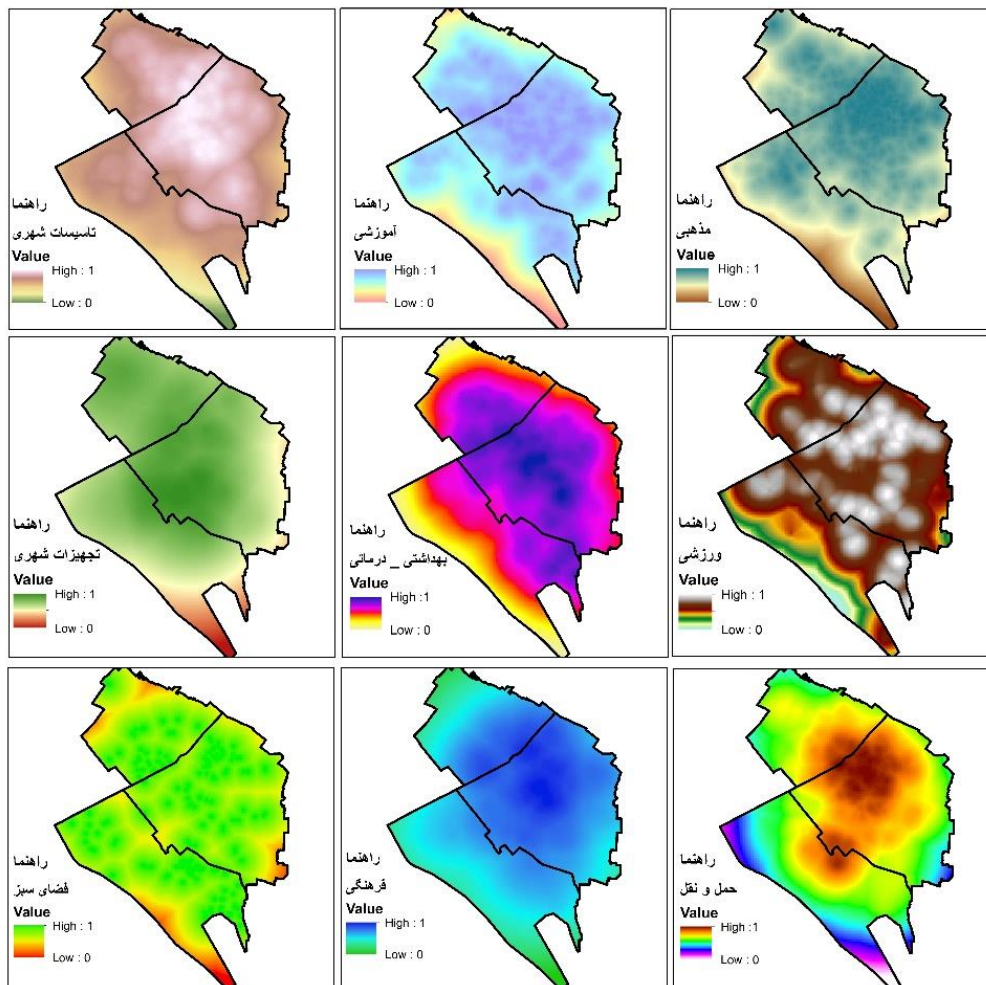 راهنما
تاسیسات شهری
Value
High : 1
Low : 0
راهنما
آموزشی
Value
High : 1
Low : 0
راهنما
مذهبی
Value
High : 1
Low : 0
راهنما
تجهیزات شهری
Value
High : 1
Low : 0
راهنما
بهداشتی _ درمانی
Value
High : 1
Low : 0
راهنما
ورزشی
Value
High : 1
Low : 0
راهنما
فضای سبز
Value
High : 1
Low : 0
راهنما
فرهنگی
Value
High : 1
Low : 0
راهنما
حمل و نقل
Value
High :1
Low : 0